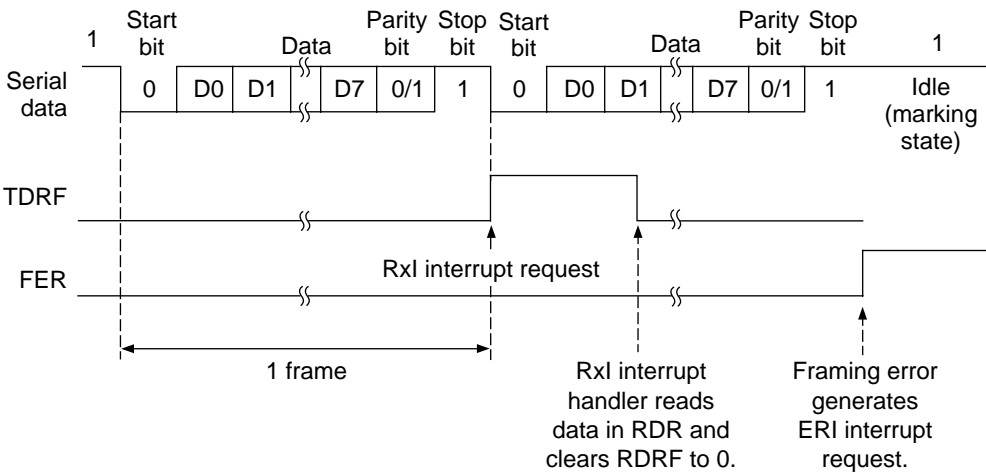 Start Parity Stop Start Parity Stop
1 bit Data bit bit bit Data bit bit 1
Serial data 0 D0 D1 D7 0/1 1 0 D0 D1 D7 0/1 1 Idle (marking state)
TDRF
RxI interrupt request
FER
1 frame
RxI interrupt
handler reads
data in RDR and
clears RDRF to 0.
Framing error
generates
ERI interrupt
request.